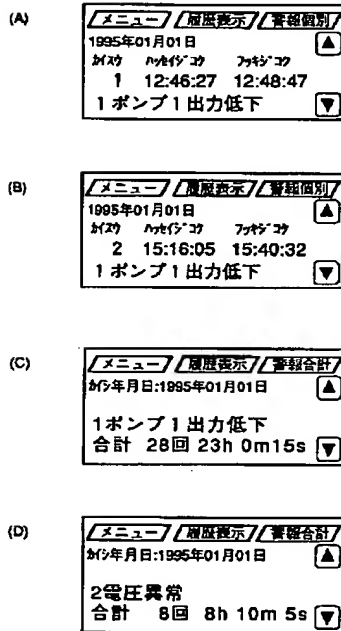 (A)
メニュー 履歴表示 警報個別
1995年01月01日
カイスウ ハッセイジコク フッキジコク
1 12:46:27 12:48:47
1ポンプ1出力低下
(B)
メニュー 履歴表示 警報個別
1995年01月01日
カイスウ ハッセイジコク フッキジコク
2 15:16:05 15:40:32
1ポンプ1出力低下
(C)
メニュー 履歴表示 警報合計
カイシ年月日:1995年01月01日
1ポンプ1出力低下
合計 28回 23h 0m15s
(D)
メニュー 履歴表示 警報合計
カイシ年月日:1995年01月01日
2電圧異常
合計 8回 8h 10m 5s